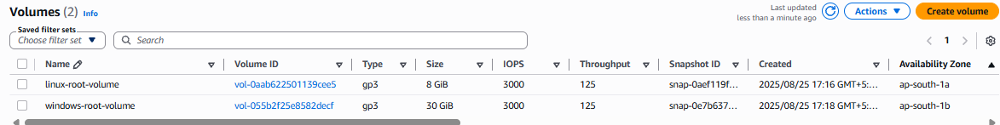 Volumes (2) Info
Last updated
less than a minute ago
Actions
Create volume
Saved filter sets
Choose filter set
Search
1
Name Volume ID Type Size IOPS Throughput Snapshot ID Created Availability Zone
linux-root-volume vol-0aab622501139cee5 gp3 8 GiB 3000 125 snap-0aef119f... 2025/08/25 17:16 GMT+5:... ap-south-1a
windows-root-volume vol-055b2f25e8582decf gp3 30 GiB 3000 125 snap-0e7b637... 2025/08/25 17:18 GMT+5:... ap-south-1b